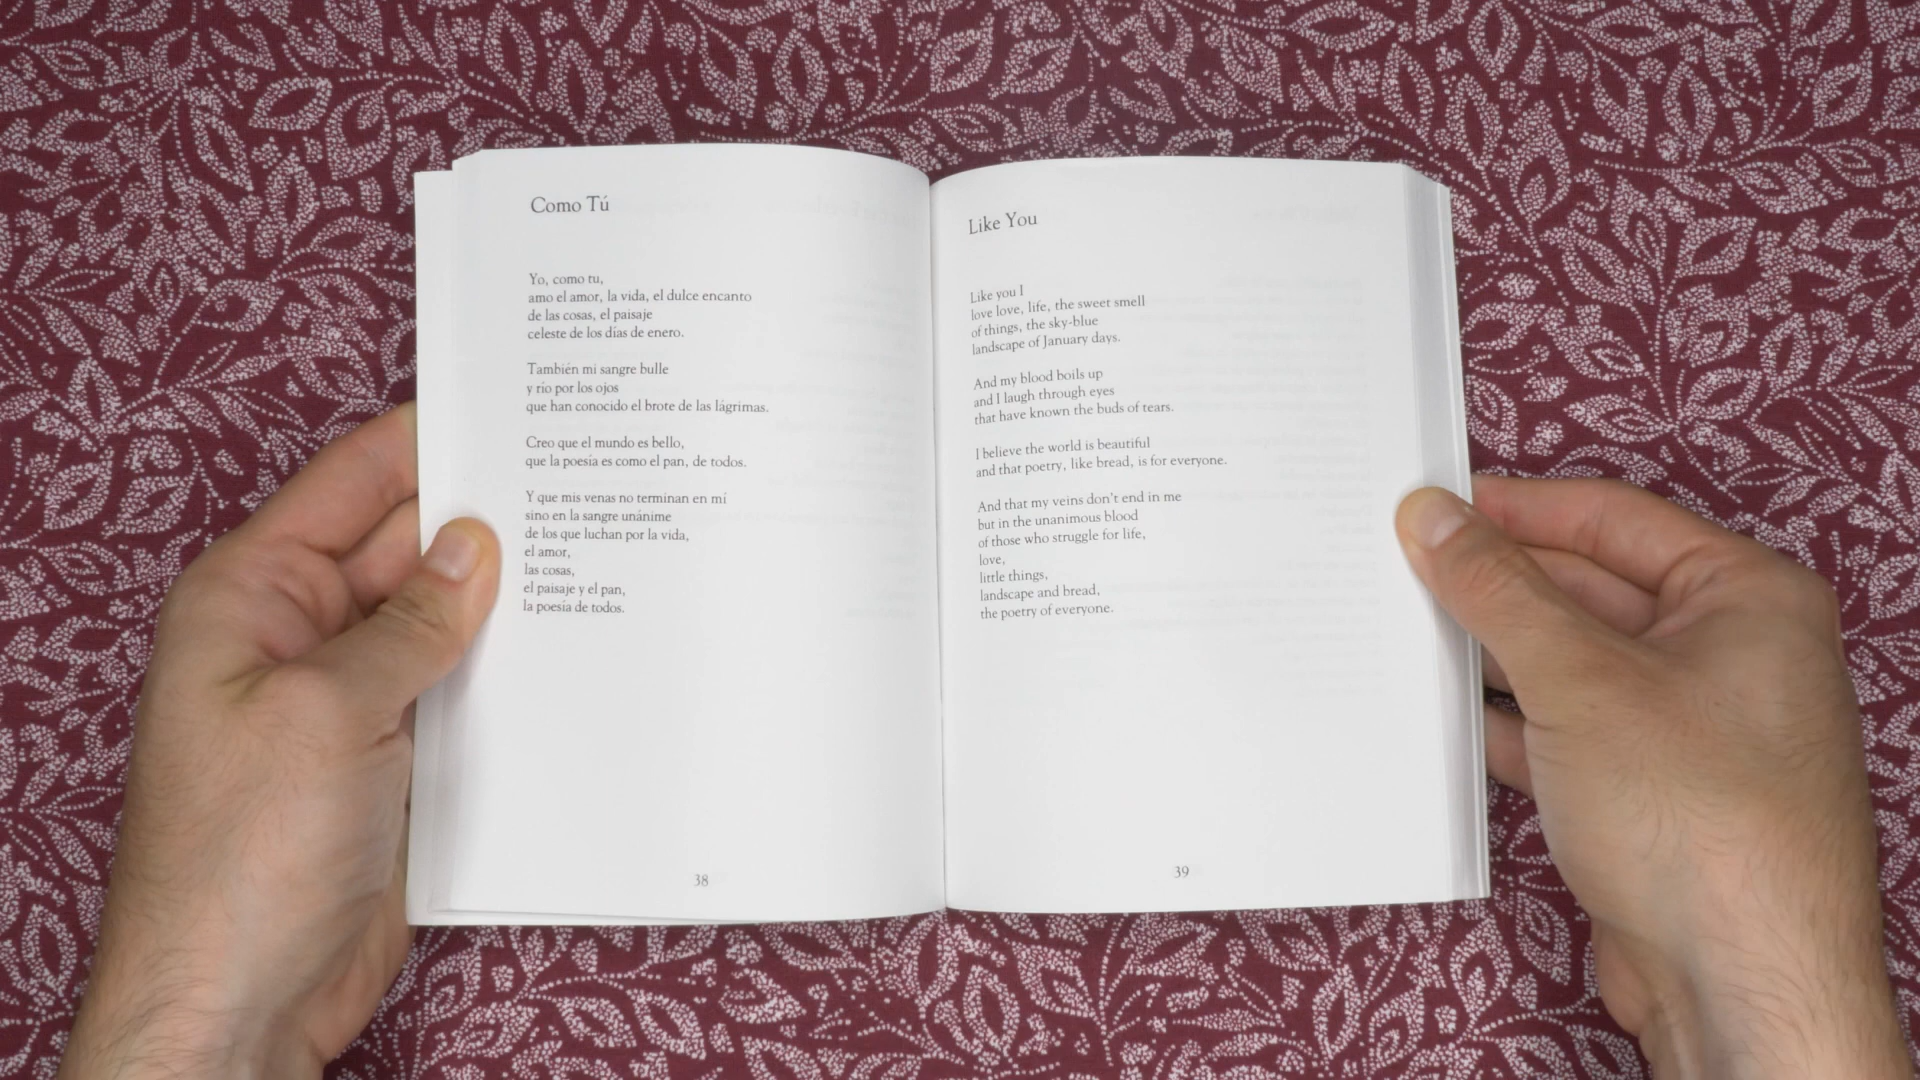 Como Tú
Yo, como tu,
amo el amor, la vida, el dulce encanto
de las cosas, el paisaje
celeste de los días de enero.
También mi sangre bulle
y río por los ojos
que han conocido el brote de las lágrimas.
Creo que el mundo es bello,
que la poesía es como el pan, de todos.
Y que mis venas no terminan en mí
sino en la sangre unánime
de los que luchan por la vida,
el amor,
las cosas,
el paisaje y el pan,
la poesía de todos.
38
Like You
Like you I
love love, life, the sweet smell
of things, the sky-blue
landscape of January days.
And my blood boils up
and I laugh through eyes
that have known the buds of tears.
I believe the world is beautiful
and that poetry, like bread, is for everyone.
And that my veins don't end in me
but in the unanimous blood
of those who struggle for life,
love,
little things,
landscape and bread,
the poetry of everyone.
39